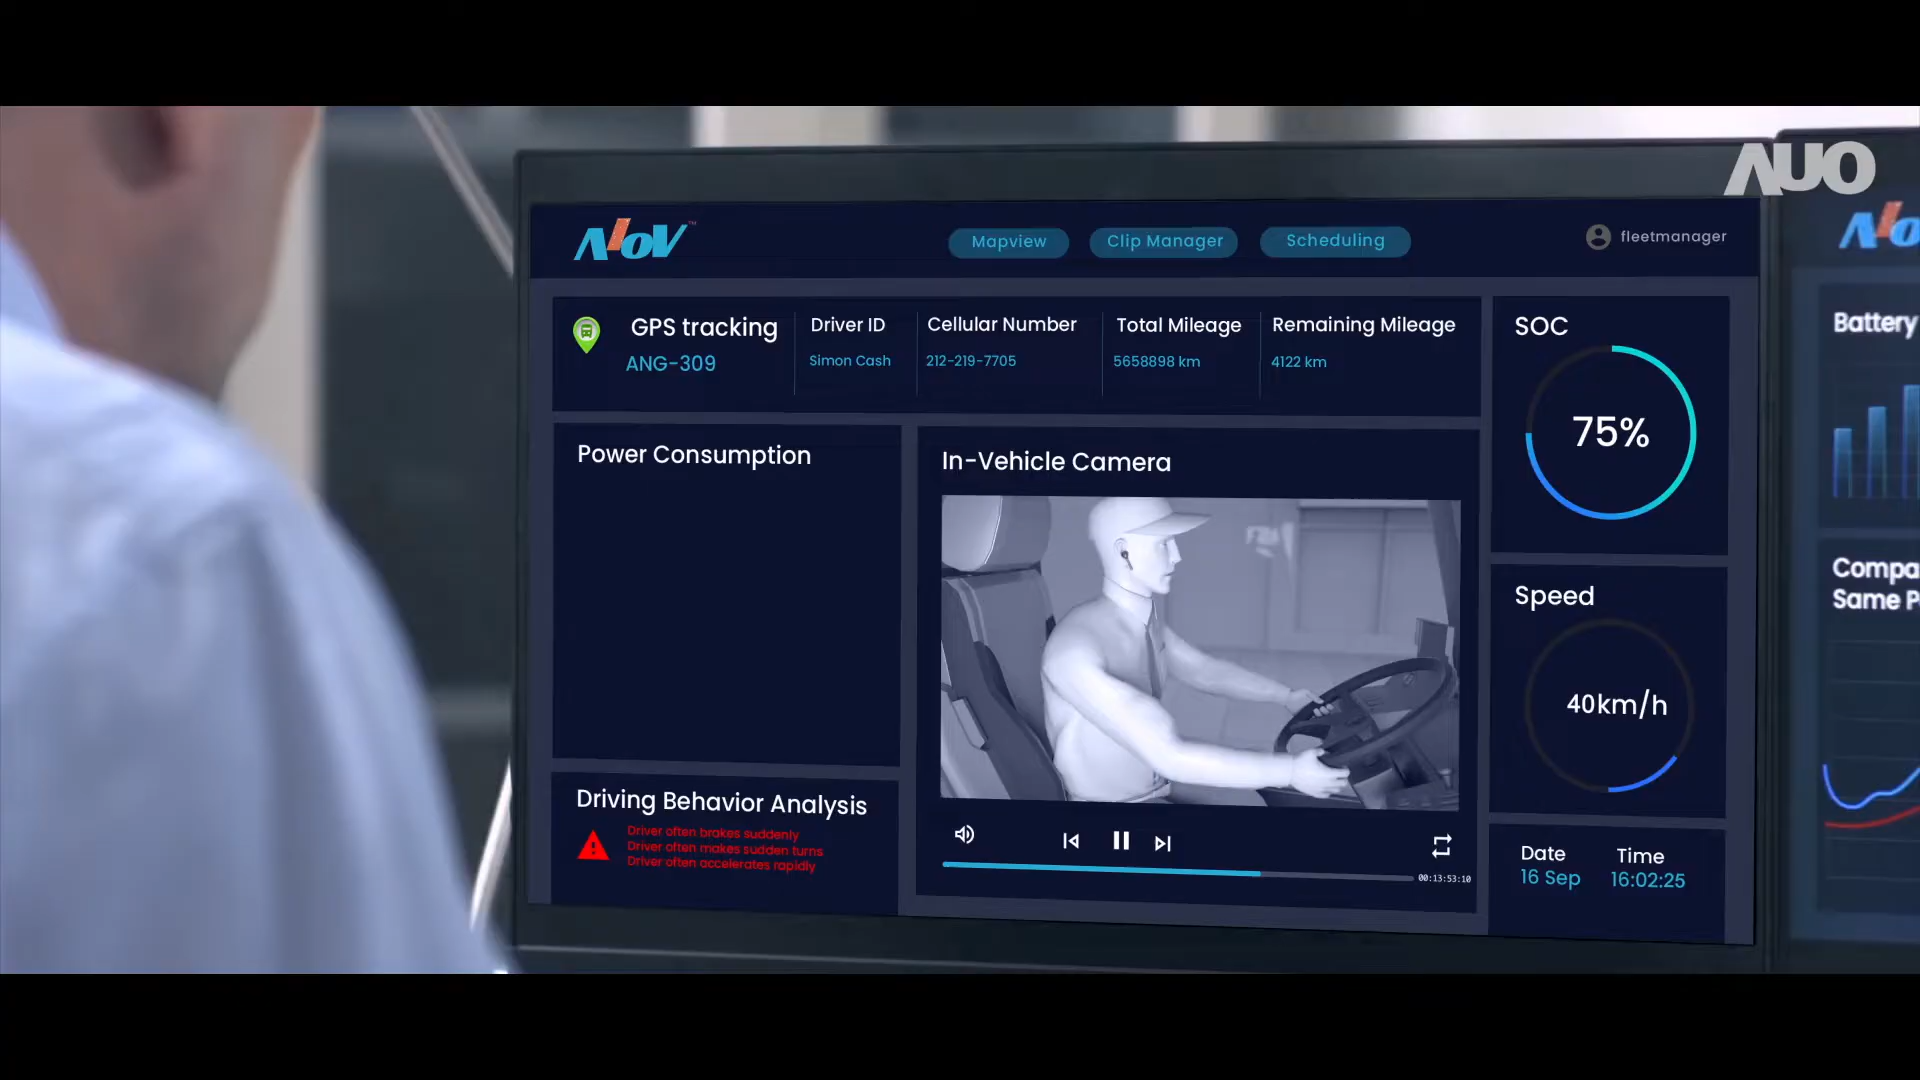 AUO
AIoV™
Mapview
Clip Manager
Scheduling
fleetmanager
GPS tracking
ANG-309
Driver ID
Simon Cash
Cellular Number
212-219-7705
Total Mileage
5658898 km
Remaining Mileage
4122 km
SOC
75%
Power Consumption
In-Vehicle Camera
00:13:53:10
Speed
40km/h
Driving Behavior Analysis
Driver often brakes suddenly
Driver often makes sudden turns
Driver often accelerates rapidly
Date
16 Sep
Time
16:02:25
Battery
Same